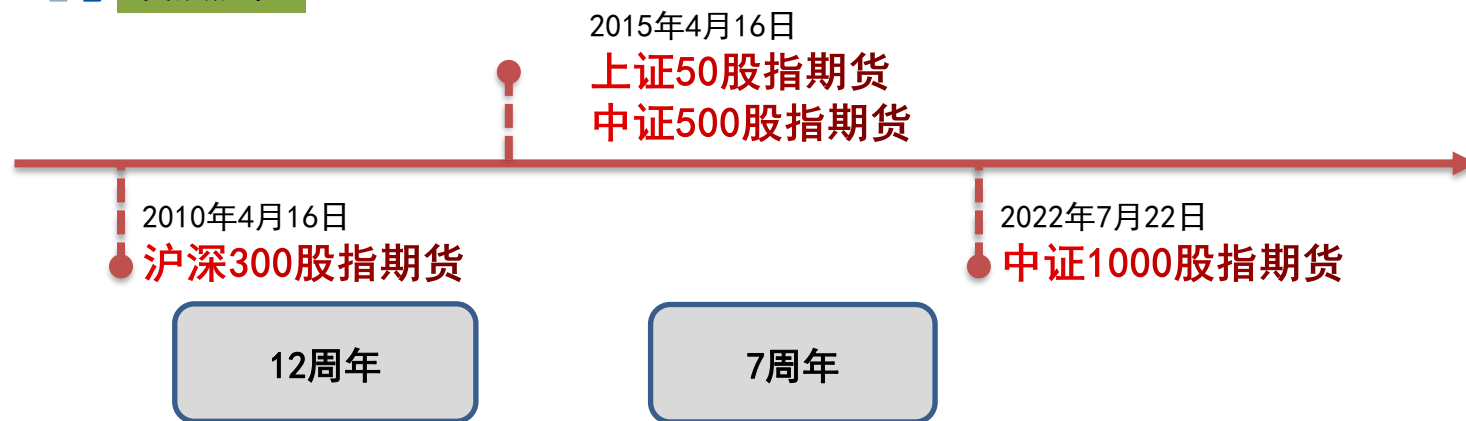 2015年4月16日
上证50股指期货
中证500股指期货
2010年4月16日
沪深300股指期货
2022年7月22日
中证1000股指期货
12周年
7周年